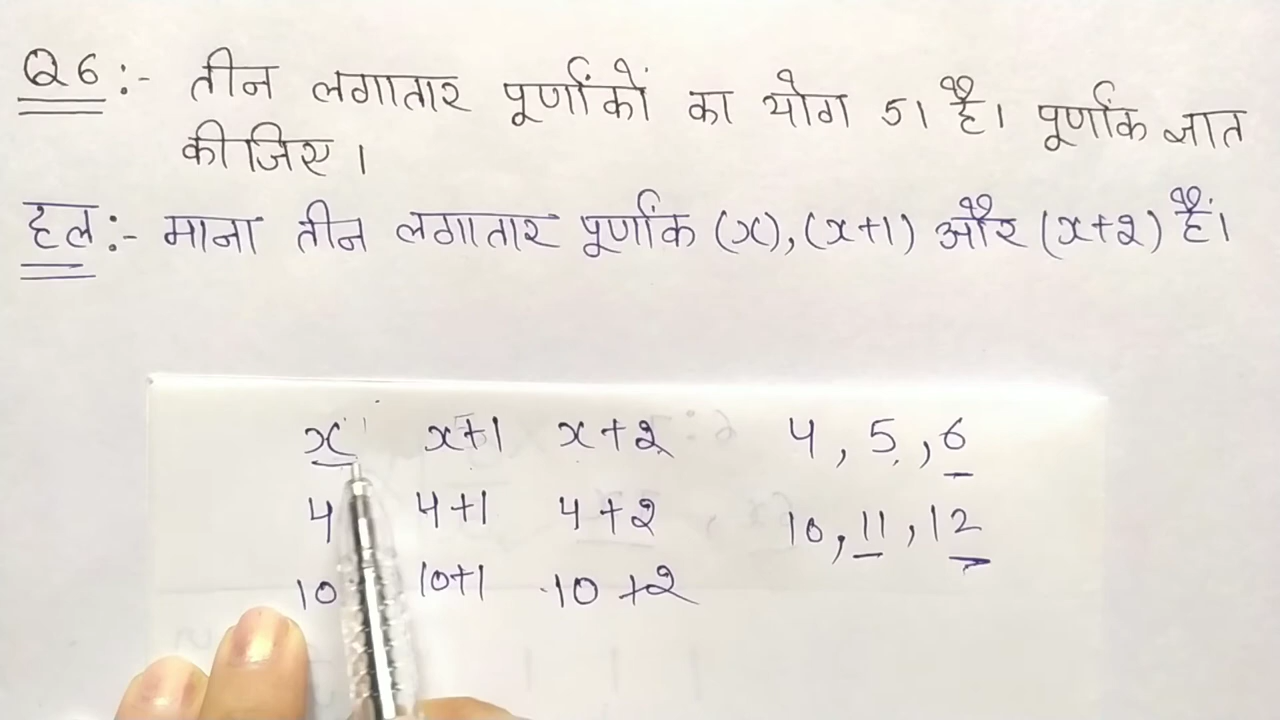 Q6:- तीन लगातार पूर्णांकों का योग 51 है। पूर्णांक ज्ञात
कीजिए।
हल:- माना तीन लगातार पूर्णांक (x), (x+1) और (x+2) हैं।
x x+1 x+2 4, 5, 6
4 4+1 4+2 10, 11, 12
10 10+1 10+2